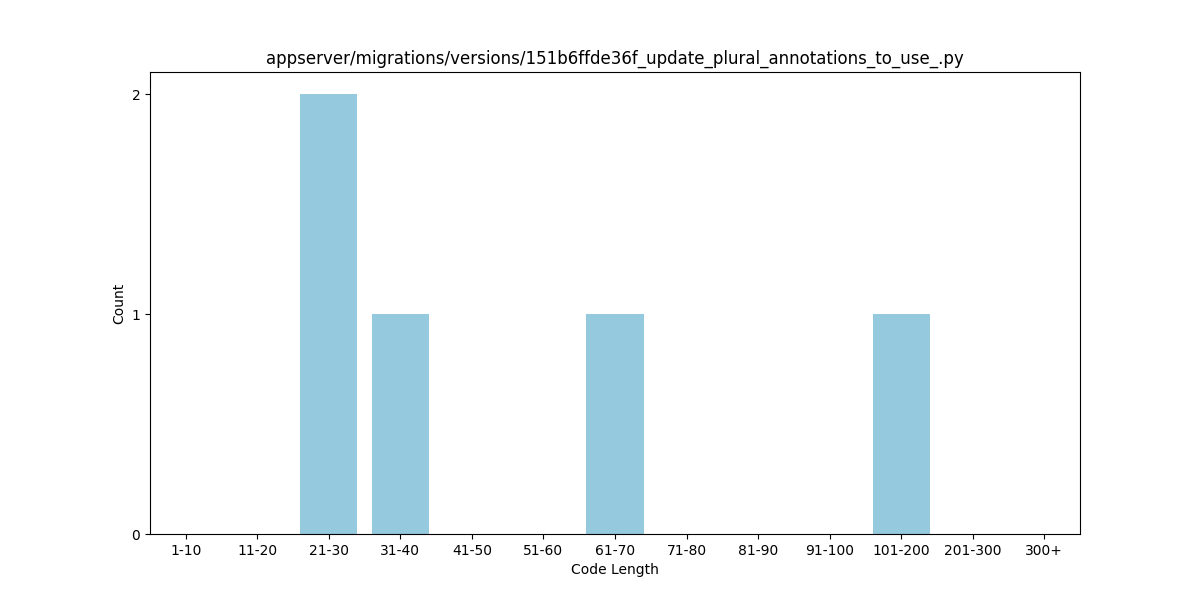 appserver/migrations/versions/151b6ffde36f_update_plural_annotations_to_use_.py
2
1
0
Count
1-10 11-20 21-30 31-40 41-50 51-60 61-70 71-80 81-90 91-100 101-200 201-300 300+
Code Length